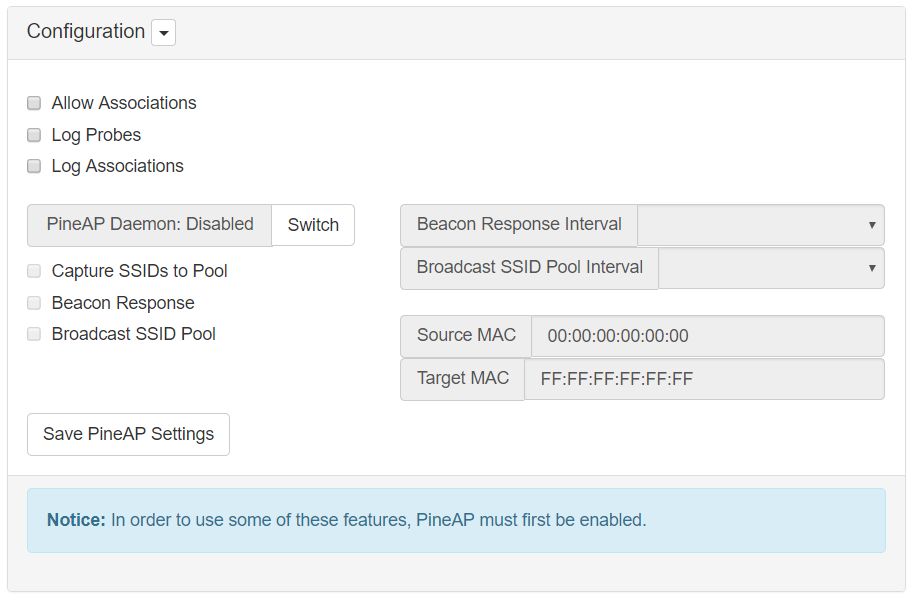 Configuration
Allow Associations
Log Probes
Log Associations
PineAP Daemon: Disabled Switch
Capture SSIDs to Pool
Beacon Response
Broadcast SSID Pool
Beacon Response Interval
Broadcast SSID Pool Interval
Source MAC 00:00:00:00:00:00
Target MAC FF:FF:FF:FF:FF:FF
Save PineAP Settings
Notice: In order to use some of these features, PineAP must first be enabled.